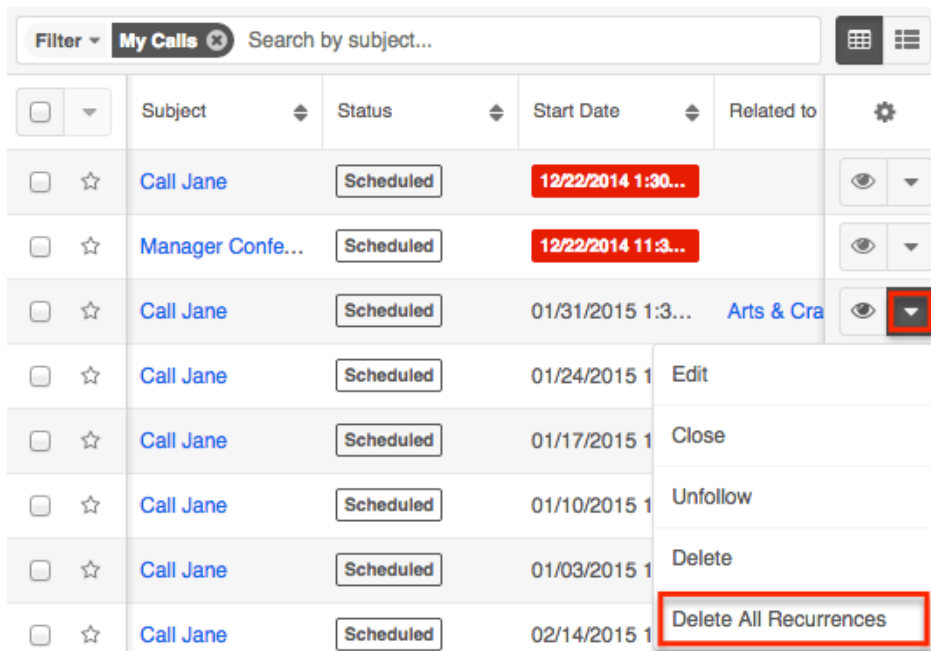 Filter My Calls Search by subject...
Subject Status Start Date Related to
Call Jane Scheduled 12/22/2014 1:30...
Manager Confe... Scheduled 12/22/2014 11:3...
Call Jane Scheduled 01/31/2015 1:3... Arts & Cra
Call Jane Scheduled 01/24/2015 1 Edit
Call Jane Scheduled 01/17/2015 1 Close
Call Jane Scheduled 01/10/2015 1 Unfollow
Call Jane Scheduled 01/03/2015 1 Delete
Call Jane Scheduled 02/14/2015 1 Delete All Recurrences